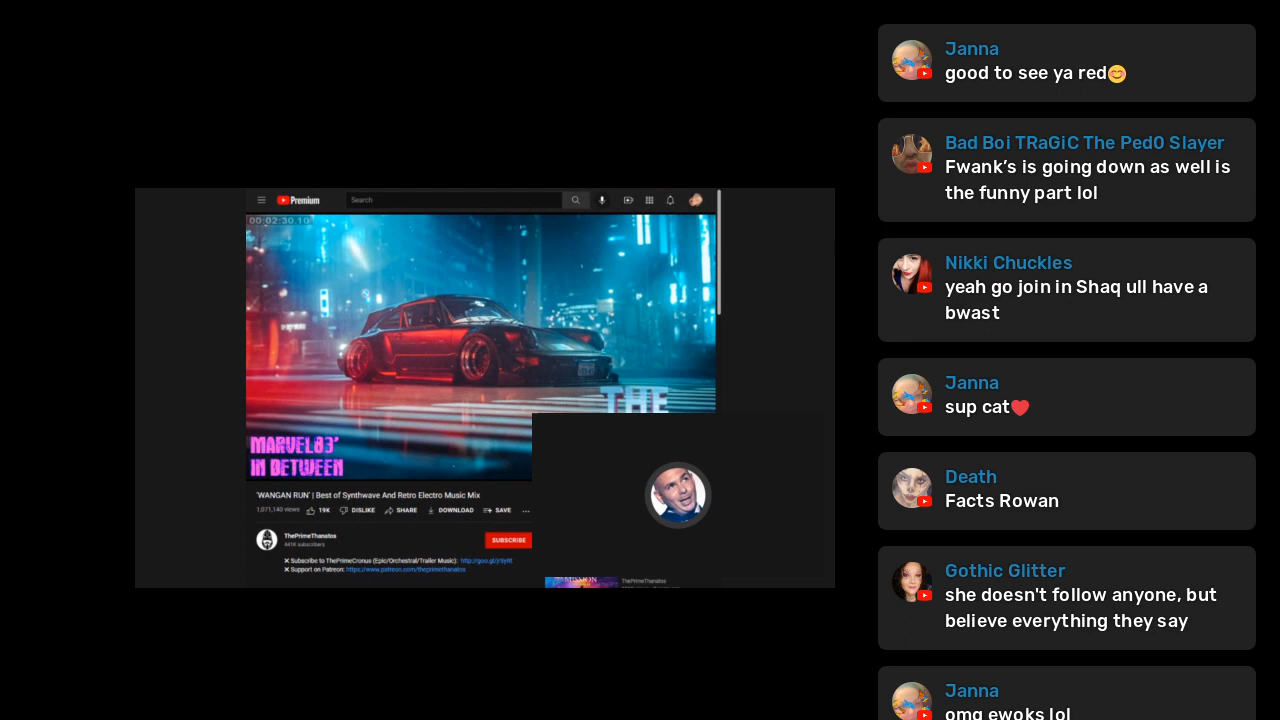 Premium
Search
00:02:30.10
THE
MARVEL83'
IN BETWEEN
'WANGAN RUN' | Best of Synthwave And Retro Electro Music Mix
1,071,140 views
19K
DISLIKE
SHARE
DOWNLOAD
SAVE
ThePrimeThanatos
441K subscribers
SUBSCRIBE
❌ Subscribe to ThePrimeCronus (Epic/Orchestral/Trailer Music):
❌ Support on Patreon: https://www.patreon.com/theprimethanatos
MISSION
ThePrimeThanatos
Janna
good to see ya red😊
Bad Boi TRaGiC The Ped0 Slayer
Fwank’s is going down as well is
the funny part lol
Nikki Chuckles
yeah go join in Shaq ull have a
bwast
Janna
sup cat❤️
Death
Facts Rowan
Gothic Glitter
she doesn't follow anyone, but
believe everything they say
Janna
omg ewoks lol